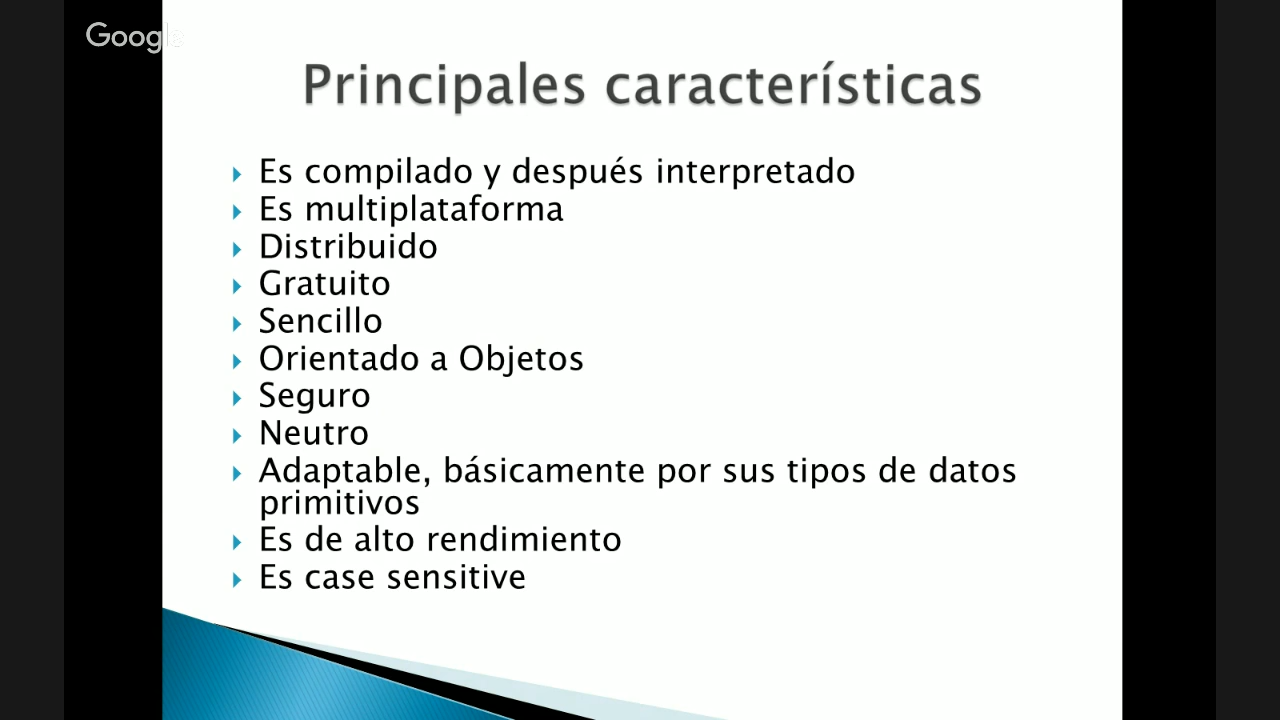 Google
Principales características
Es compilado y después interpretado
Es multiplataforma
Distribuido
Gratuito
Sencillo
Orientado a Objetos
Seguro
Neutro
Adaptable, básicamente por sus tipos de datos
primitivos
Es de alto rendimiento
Es case sensitive